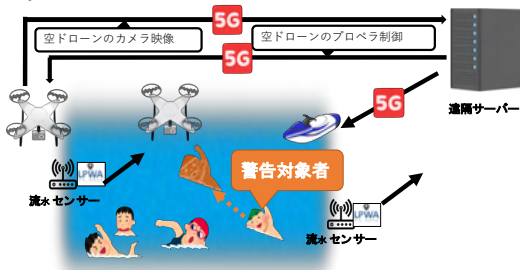 5G
空ドローンのカメラ映像
空ドローンのプロペラ制御
5G
5G
遠隔サーバー
警告対象者
LPWA
流水 センサー
LPWA
流水 センサー